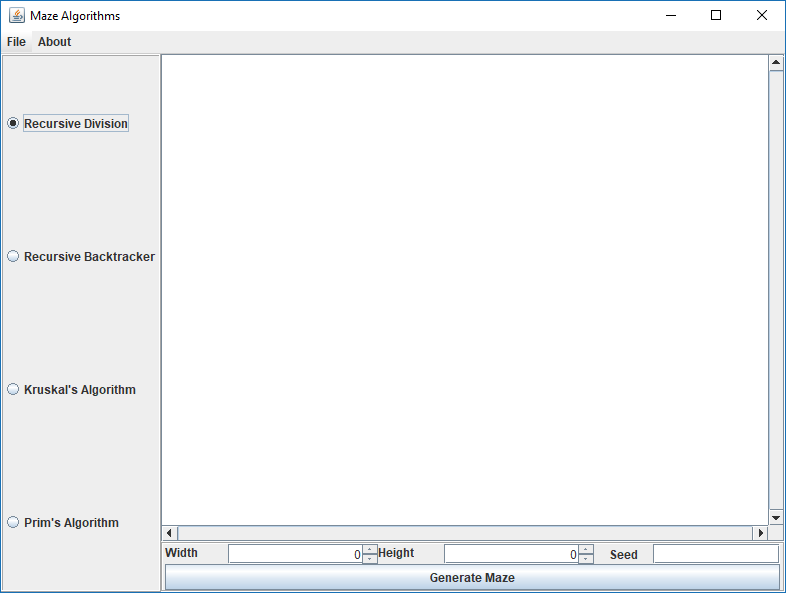 Maze Algorithms
File About
Recursive Division
Recursive Backtracker
Kruskal's Algorithm
Prim's Algorithm
Width 0 Height 0 Seed
Generate Maze